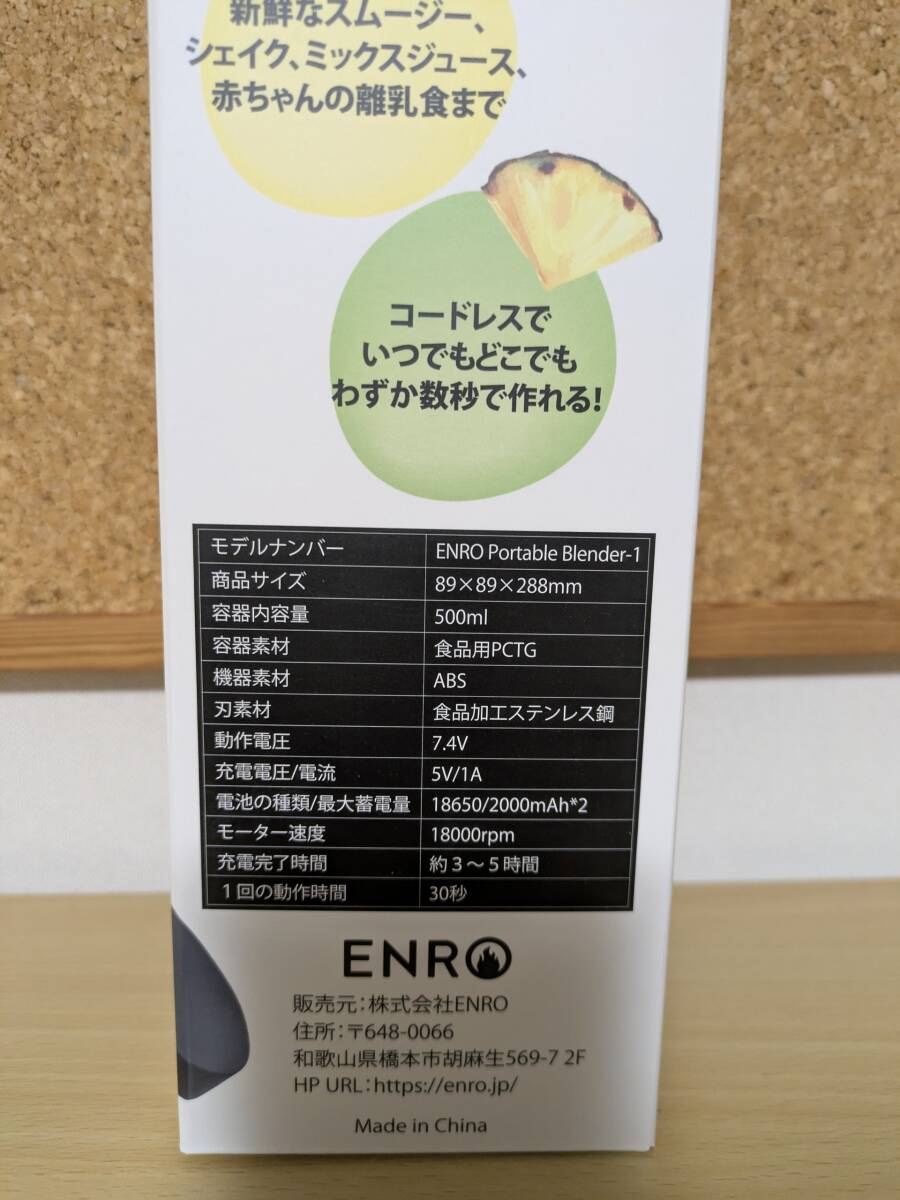 新鮮なスムージー、
シェイク、ミックスジュース、
赤ちゃんの離乳食まで
コードレスで
いつでもどこでも
わずか数秒で作れる!
モデルナンバー ENRO Portable Blender-1
商品サイズ 89×89×288mm
容器内容量 500ml
容器素材 食品用PCTG
機器素材 ABS
刃素材 食品加工ステンレス鋼
動作電圧 7.4V
充電電圧/電流 5V/1A
電池の種類/最大蓄電量 18650/2000mAh*2
モーター速度 18000rpm
充電完了時間 約3～5時間
1回の動作時間 30秒
ENRO
販売元:株式会社ENRO
住所:〒648-0066
和歌山県橋本市胡麻生569-7 2F
HP URL:https://enro.jp/
Made in China